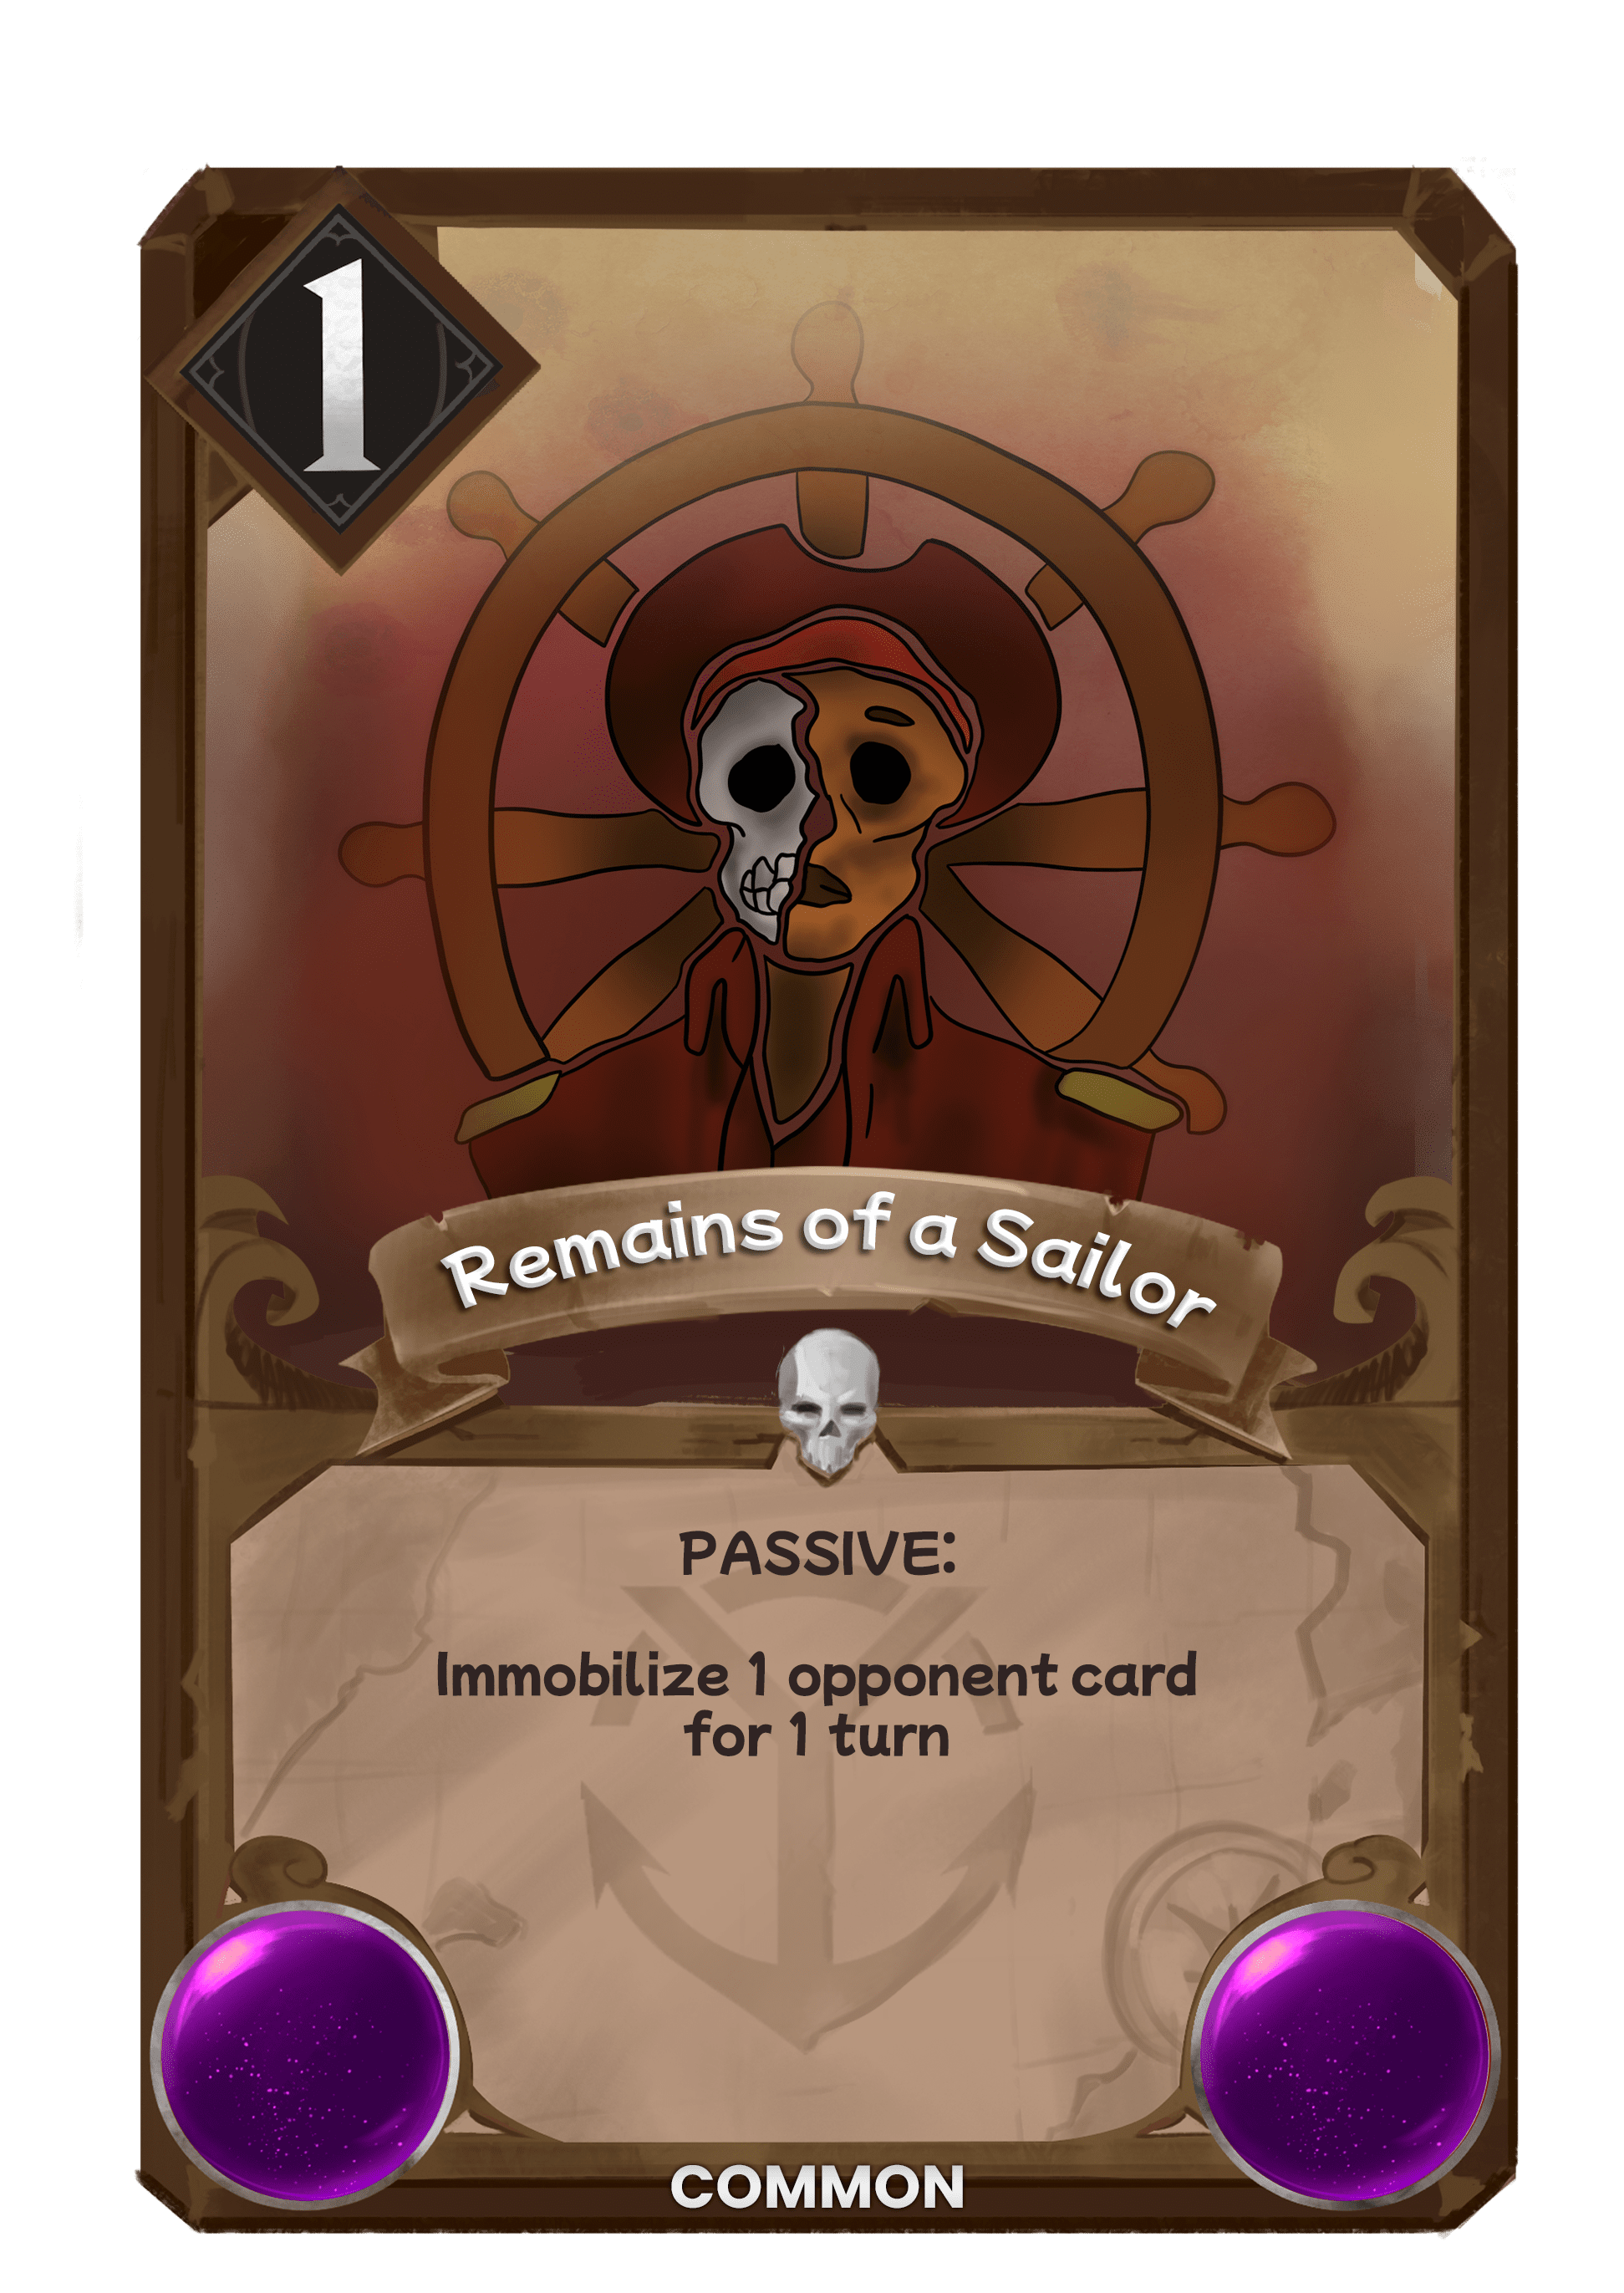 1
Remains of a Sailor
PASSIVE:
Immobilize 1 opponent card
for 1 turn
COMMON